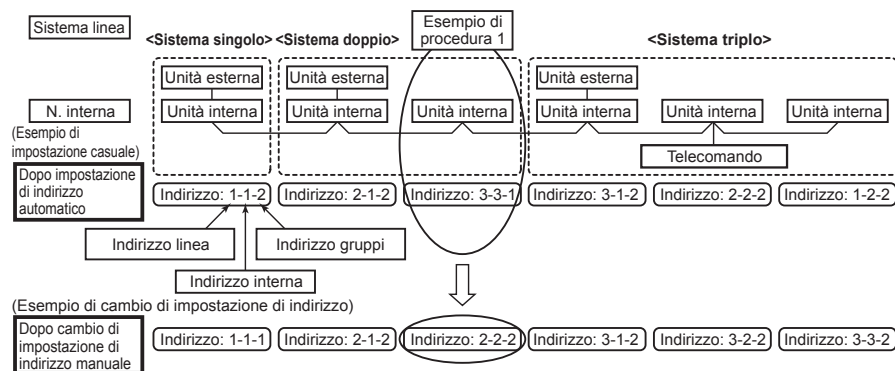 Sistema linea
<Sistema singolo>
<Sistema doppio>
Esempio di
procedura 1
<Sistema triplo>
Unità esterna
Unità esterna
Unità esterna
N. interna
Unità interna
Unità interna
Unità interna
Unità interna
Unità interna
Unità interna
(Esempio di
impostazione casuale)
Telecomando
Dopo impostazione
di indirizzo
automatico
Indirizzo: 1-1-2
Indirizzo: 2-1-2
Indirizzo: 3-3-1
Indirizzo: 3-1-2
Indirizzo: 2-2-2
Indirizzo: 1-2-2
Indirizzo linea
Indirizzo gruppi
Indirizzo interna
(Esempio di cambio di impostazione di indirizzo)
Dopo cambio di
impostazione di
indirizzo manuale
Indirizzo: 1-1-1
Indirizzo: 2-1-2
Indirizzo: 2-2-2
Indirizzo: 3-1-2
Indirizzo: 3-2-2
Indirizzo: 3-3-2